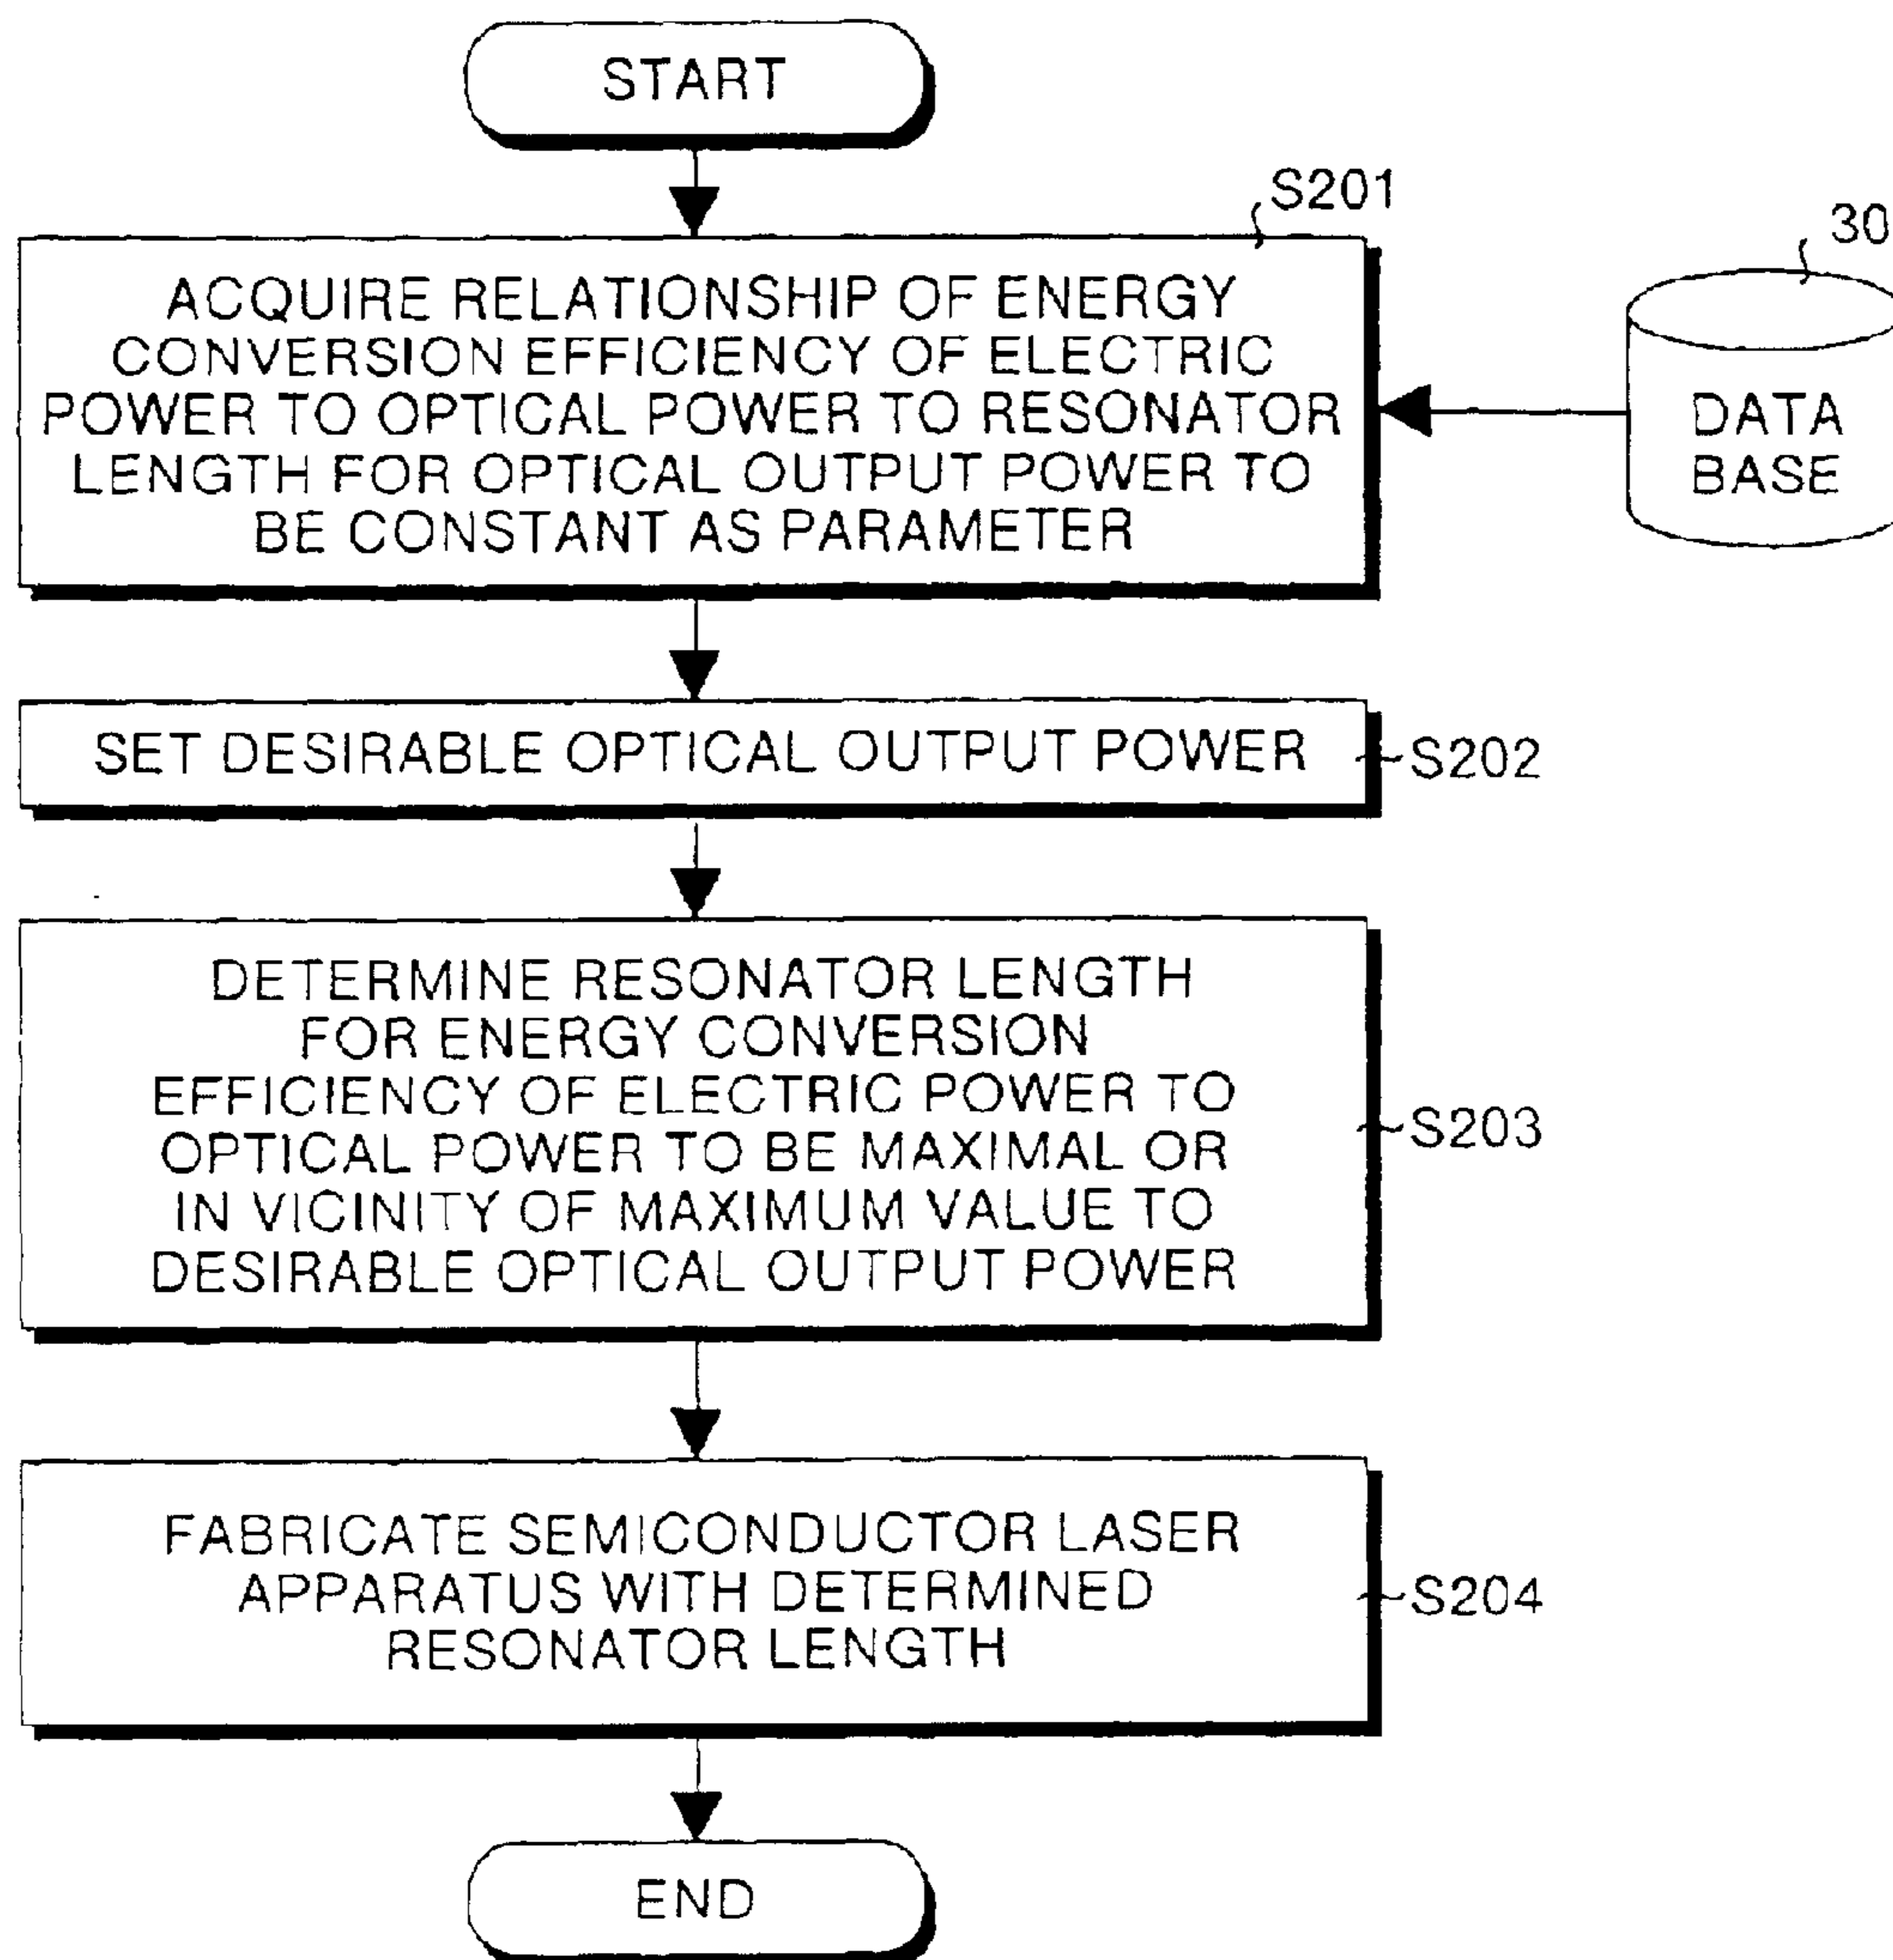 START
S201
30
ACQUIRE RELATIONSHIP OF ENERGY
CONVERSION EFFICIENCY OF ELECTRIC
POWER TO OPTICAL POWER TO RESONATOR
LENGTH FOR OPTICAL OUTPUT POWER TO
BE CONSTANT AS PARAMETER
DATA
BASE
SET DESIRABLE OPTICAL OUTPUT POWER
S202
DETERMINE RESONATOR LENGTH
FOR ENERGY CONVERSION
EFFICIENCY OF ELECTRIC POWER TO
OPTICAL POWER TO BE MAXIMAL OR
IN VICINITY OF MAXIMUM VALUE TO
DESIRABLE OPTICAL OUTPUT POWER
S203
FABRICATE SEMICONDUCTOR LASER
APPARATUS WITH DETERMINED
RESONATOR LENGTH
S204
END